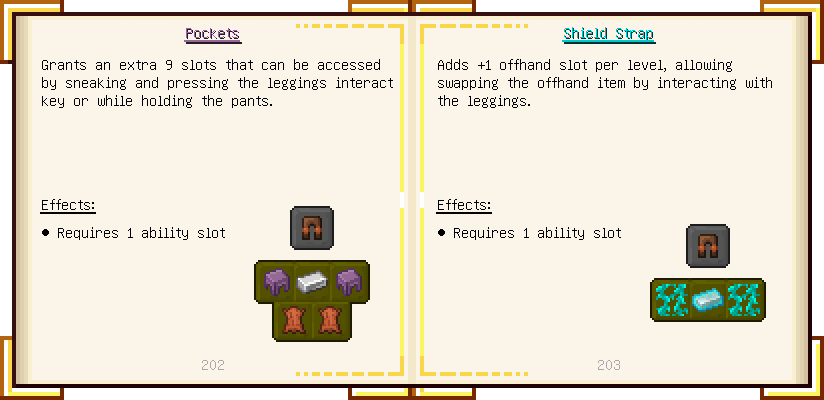 Pockets
Grants an extra 9 slots that can be accessed
by sneaking and pressing the leggings interact
key or while holding the pants.
Effects:
● Requires 1 ability slot
202
Shield Strap
Adds +1 offhand slot per level, allowing
swapping the offhand item by interacting with
the leggings.
Effects:
● Requires 1 ability slot
203